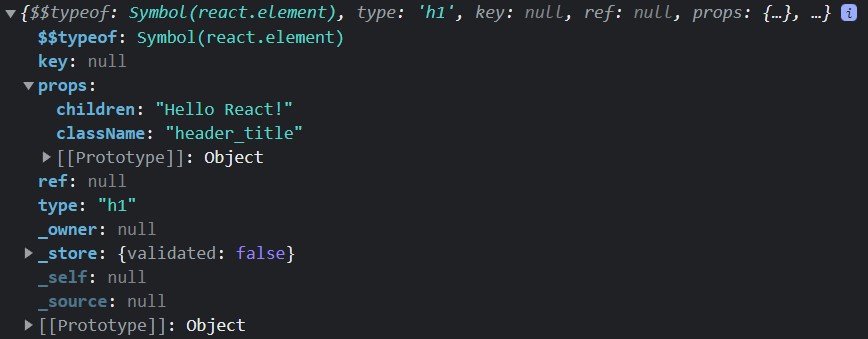 ▼{$$typeof: Symbol(react.element), type: 'h1', key: null, ref: null, props: {…}, …} i
$$typeof: Symbol(react.element)
key: null
▼props:
children: "Hello React!"
className: "header_title"
▶[[Prototype]]: Object
ref: null
type: "h1"
_owner: null
▶_store: {validated: false}
_self: null
_source: null
▶[[Prototype]]: Object